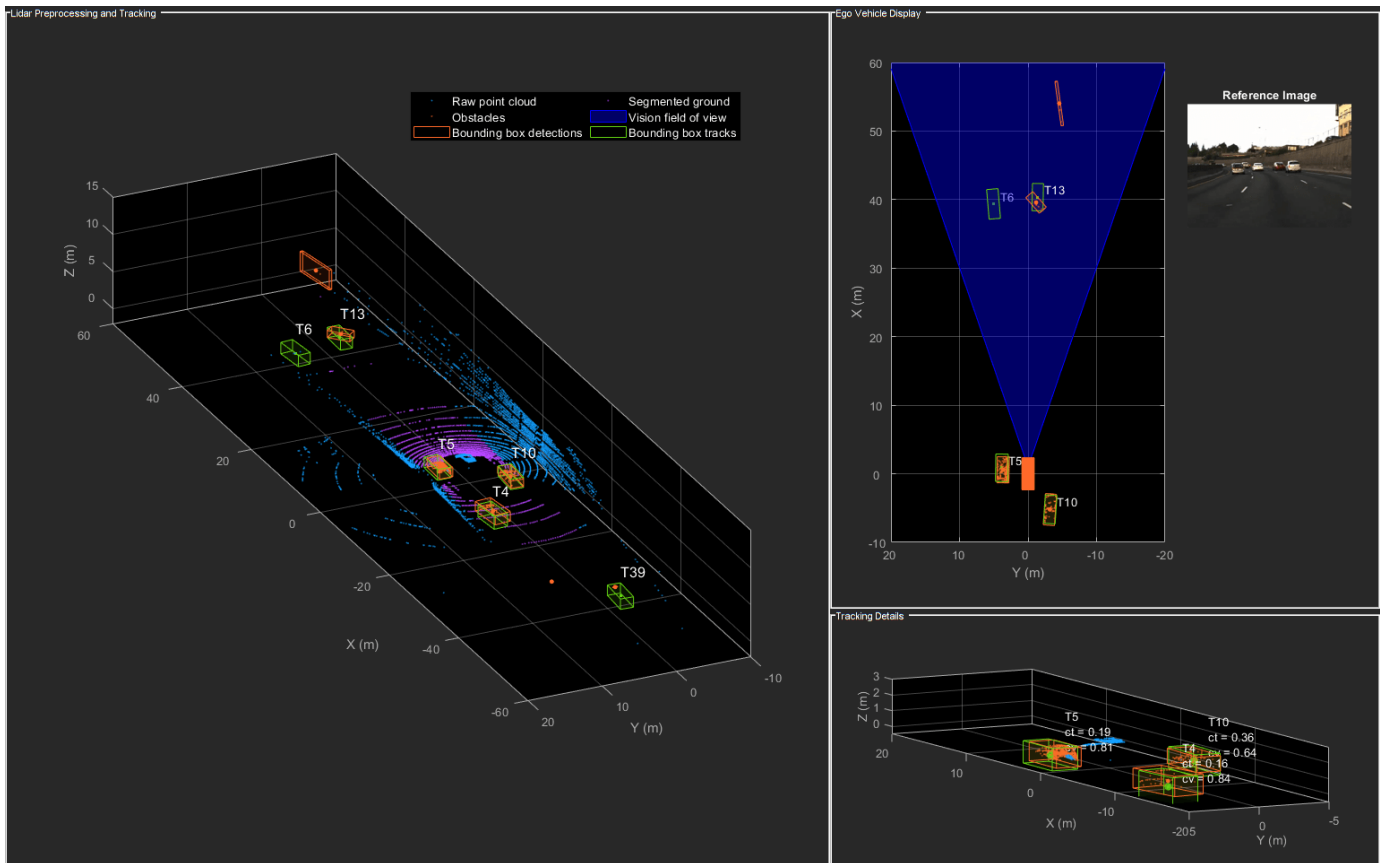 Lidar Preprocessing and Tracking
Raw point cloud
Segmented ground
Obstacles
Vision field of view
Bounding box detections
Bounding box tracks
15
10
5
0
Z (m)
60
40
20
0
-20
-40
-60
X (m)
20
10
0
-10
Y (m)
T6
T13
T5
T10
T4
T39
Ego Vehicle Display
60
50
40
30
20
10
0
-10
X (m)
20
10
0
-10
-20
Y (m)
T6
T13
T5
T10
Reference Image
Tracking Details
3
2
1
0
Z (m)
20
10
0
-10
-205
X (m)
0
-5
Y (m)
T5
ct = 0.19
cv = 0.81
T10
ct = 0.36
cv = 0.64
T4
ct = 0.16
cv = 0.84